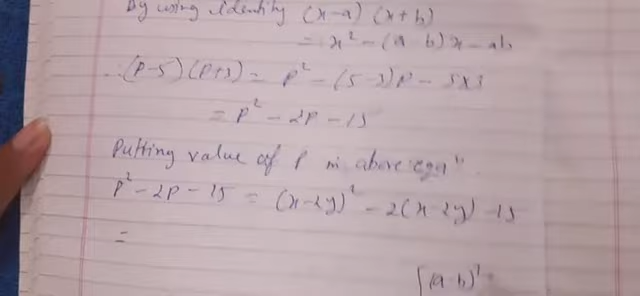 By using Identity (x-a) (x+b)
= x² - (a-b)x - ab
∴ (P-5)(P+3) = P² - (5-3)P - 5×3
= P² - 2P - 15
Putting value of P in above eqⁿ
P² - 2P - 15 = (x-2y)² - 2(x-2y) - 15
=
[(a-b)² =